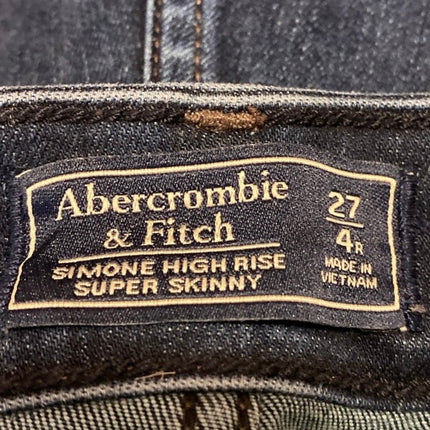 Abercrombie
& Fitch
SIMONE HIGH RISE
SUPER SKINNY
27
4R
MADE IN
VIETNAM